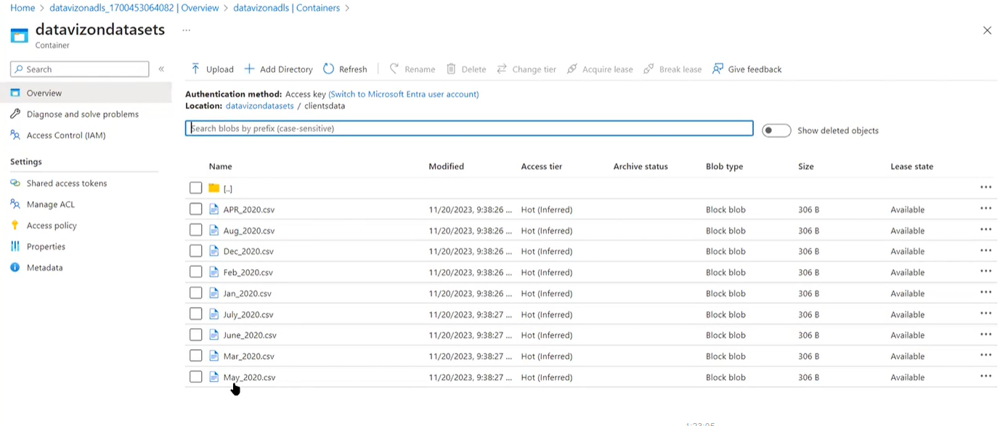 Home > datavizonadls_1700453064082 | Overview > datavizonadls | Containers >
datavizondatasets ...
Container
Search «
Overview
Diagnose and solve problems
Access Control (IAM)
Settings
Shared access tokens
Manage ACL
Access policy
Properties
Metadata
Upload Add Directory Refresh Rename Delete Change tier Acquire lease Break lease Give feedback
Authentication method: Access key (Switch to Microsoft Entra user account)
Location: datavizondatasets / clientsdata
Search blobs by prefix (case-sensitive)
Show deleted objects
Name Modified Access tier Archive status Blob type Size Lease state
[..]
APR_2020.csv 11/20/2023, 9:38:26 ... Hot (Inferred) Block blob 306 B Available
Aug_2020.csv 11/20/2023, 9:38:26 ... Hot (Inferred) Block blob 306 B Available
Dec_2020.csv 11/20/2023, 9:38:26 ... Hot (Inferred) Block blob 306 B Available
Feb_2020.csv 11/20/2023, 9:38:26 ... Hot (Inferred) Block blob 306 B Available
Jan_2020.csv 11/20/2023, 9:38:26 ... Hot (Inferred) Block blob 306 B Available
July_2020.csv 11/20/2023, 9:38:27 ... Hot (Inferred) Block blob 306 B Available
June_2020.csv 11/20/2023, 9:38:27 ... Hot (Inferred) Block blob 306 B Available
Mar_2020.csv 11/20/2023, 9:38:27 ... Hot (Inferred) Block blob 306 B Available
May_2020.csv 11/20/2023, 9:38:27 ... Hot (Inferred) Block blob 306 B Available